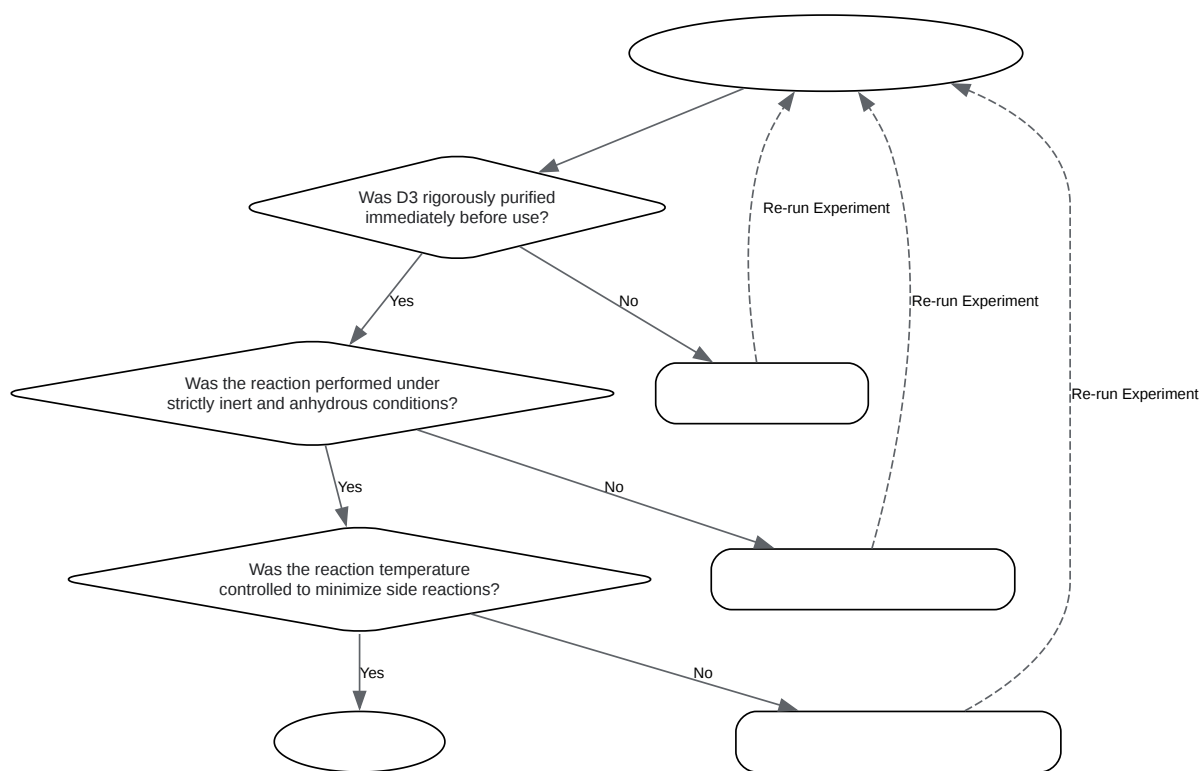 Was D3 rigorously purified
immediately before use?
Re-run Experiment
Yes
No
Re-run Experiment
Was the reaction performed under
strictly inert and anhydrous conditions?
Re-run Experiment
Yes
No
Was the reaction temperature
controlled to minimize side reactions?
Yes
No